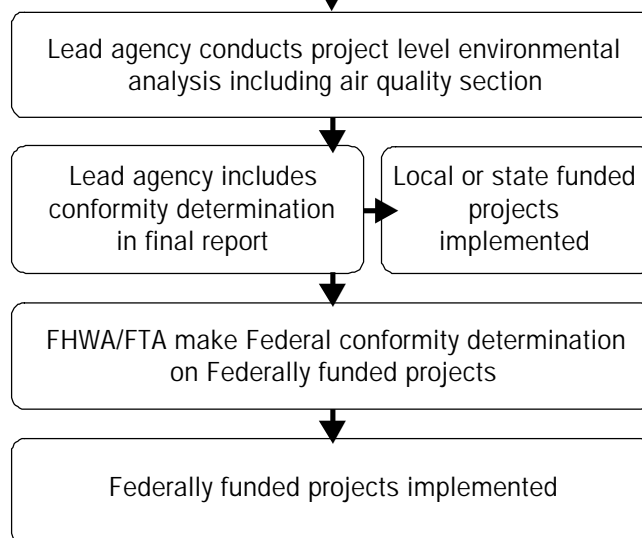 Lead agency conducts project level environmental
analysis including air quality section
Lead agency includes
conformity determination
in final report
Local or state funded
projects
implemented
FHWA/FTA make Federal conformity determination
on Federally funded projects
Federally funded projects implemented